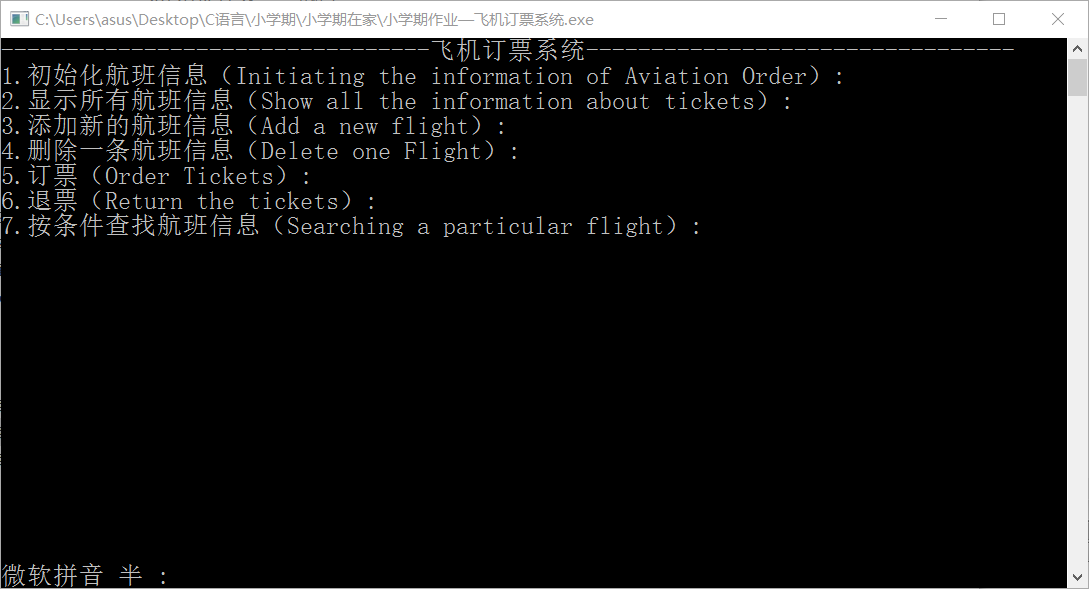 C:\Users\asus\Desktop\C语言\小学期\小学期在家\小学期作业—飞机订票系统.exe
---------------------------------飞机订票系统---------------------------------
1.初始化航班信息（Initiating the information of Aviation Order）:
2.显示所有航班信息（Show all the information about tickets）:
3.添加新的航班信息（Add a new flight）:
4.删除一条航班信息（Delete one Flight）:
5.订票（Order Tickets）:
6.退票（Return the tickets）:
7.按条件查找航班信息（Searching a particular flight）:
微软拼音 半 :